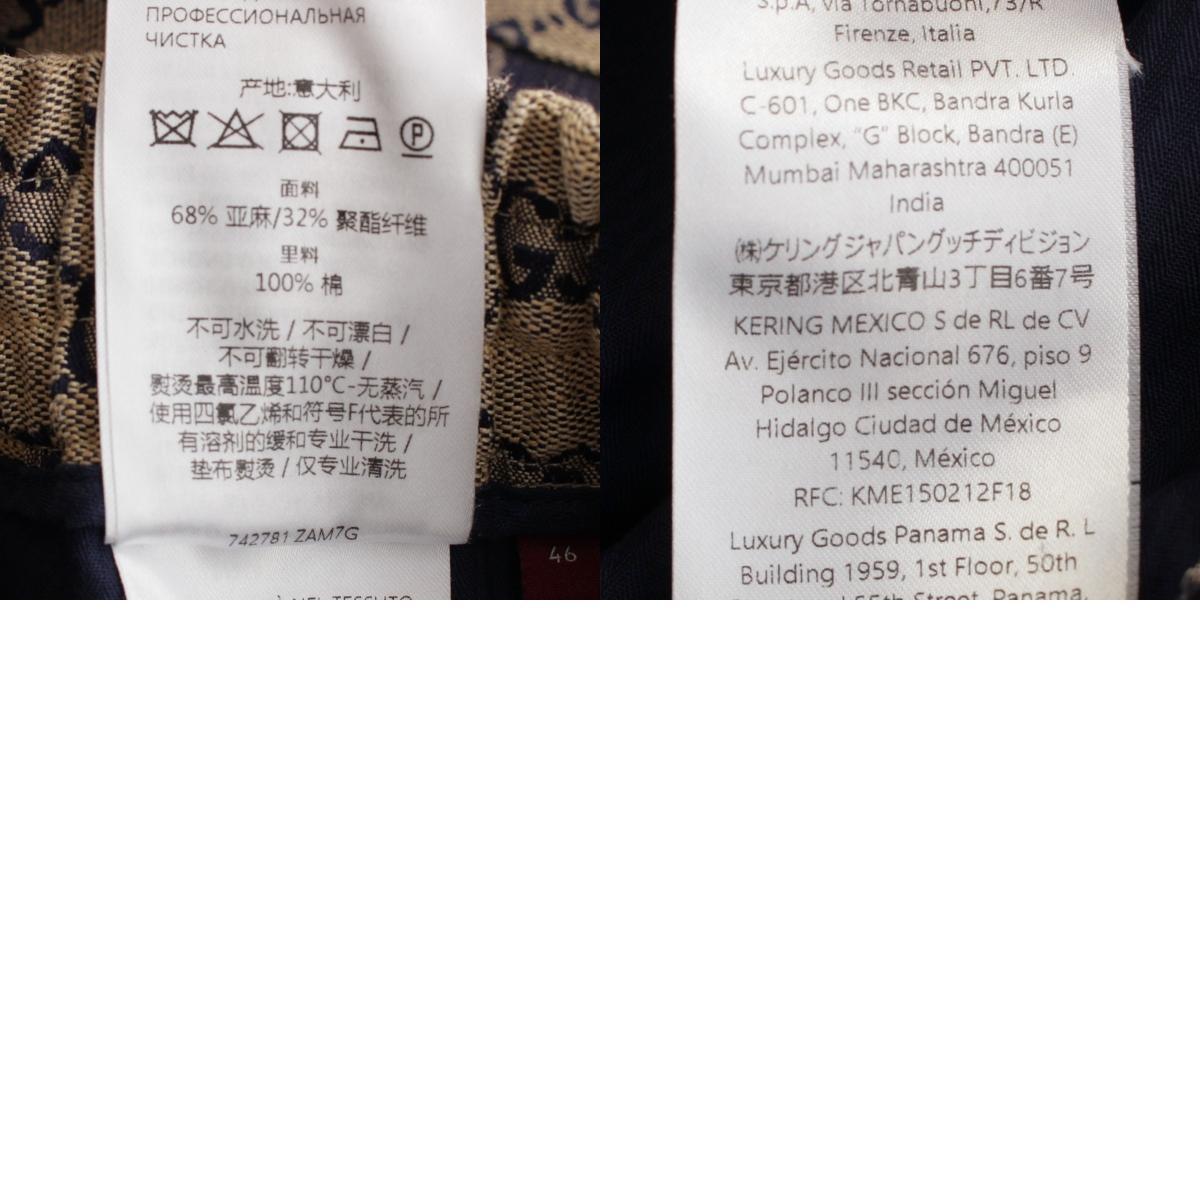 ПРОФЕССИОНАЛЬНАЯ
ЧИСТКА
产地:意大利
P
面料
68% 亚麻/32% 聚酯纤维
里料
100% 棉
不可水洗 / 不可漂白 /
不可翻转干燥 /
熨烫最高温度110°C-无蒸汽 /
使用四氯乙烯和符号F代表的所
有溶剂的缓和专业干洗 /
垫布熨烫 / 仅专业清洗
742781 ZAM7G
46
S.p.A, via Tornabuoni,73/R
Firenze, Italia
Luxury Goods Retail PVT. LTD.
C-601, One BKC, Bandra Kurla
Complex, “G” Block, Bandra (E)
Mumbai Maharashtra 400051
India
㈱ケリングジャパングッチディビジョン
東京都港区北青山3丁目6番7号
KERING MEXICO S de RL de CV
Av. Ejército Nacional 676, piso 9
Polanco III sección Miguel
Hidalgo Ciudad de México
11540, México
RFC: KME150212F18
Luxury Goods Panama S. de R. L
Building 1959, 1st Floor, 50th
55th Street, Panama,